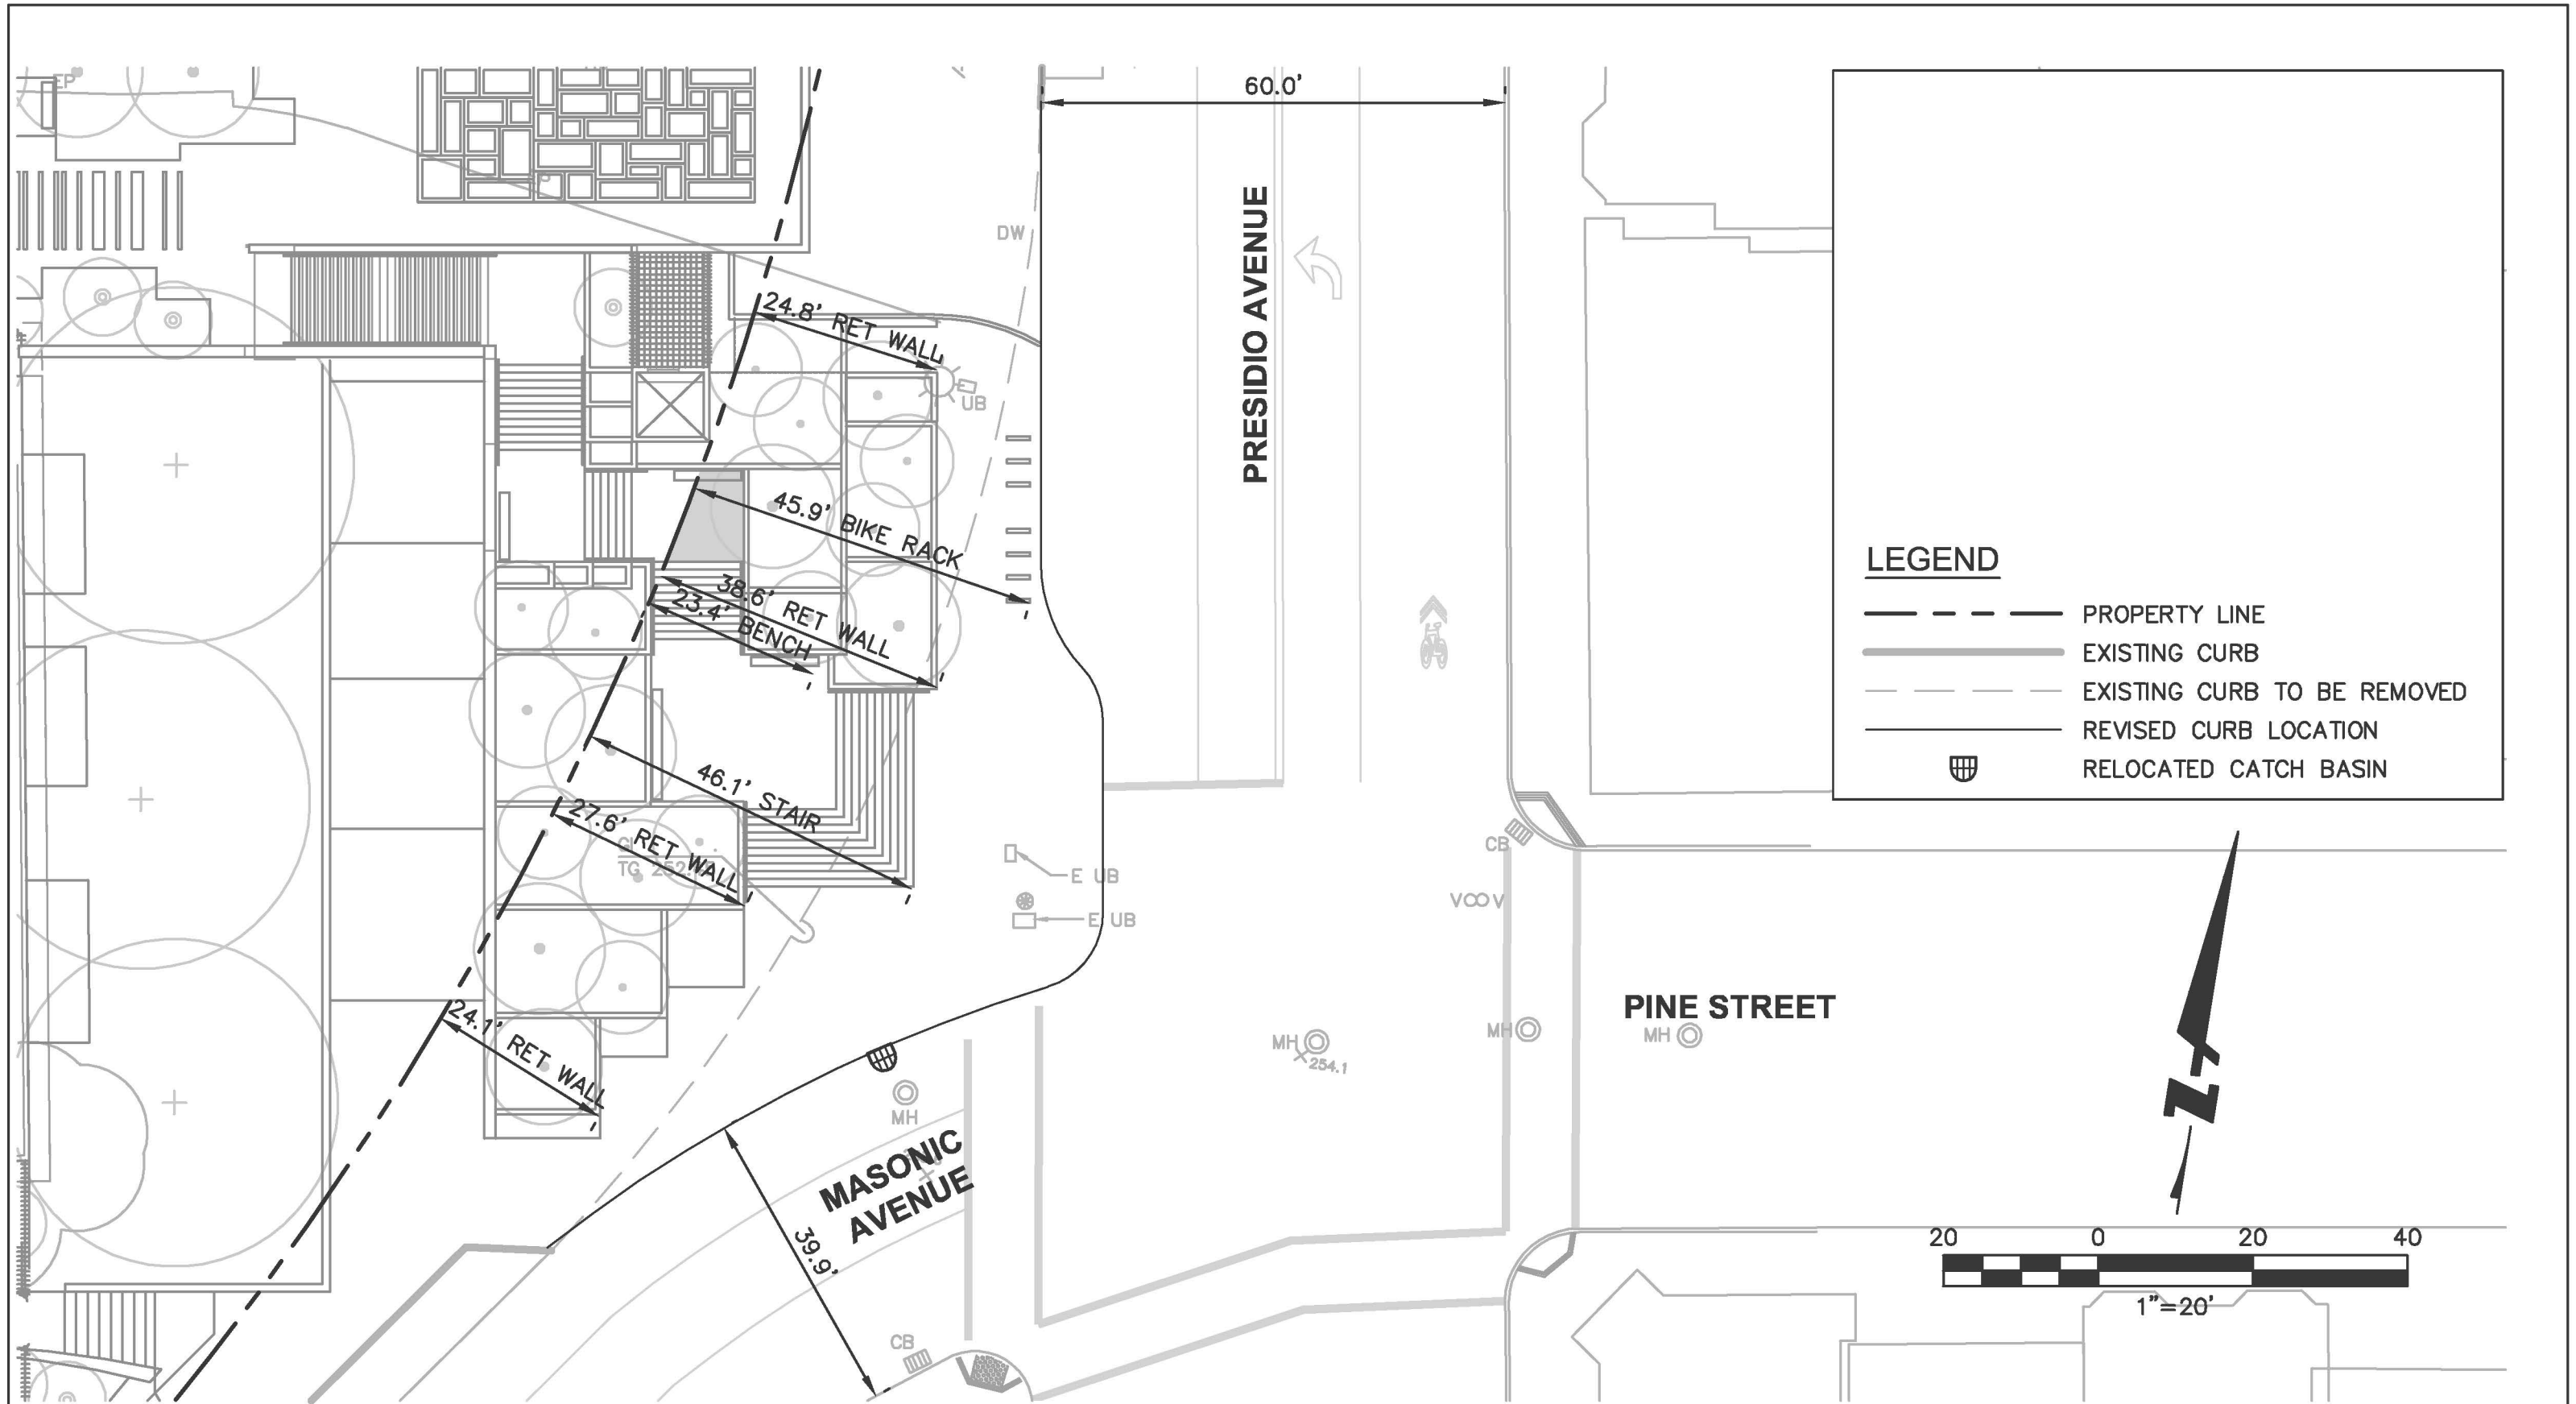 EP
60.0'
PRESIDIO AVENUE
DW
24.8' RET WALL
UB
45.9' BIKE RACK
38.6' RET WALL
23.4' BENCH
46.1' STAIR
27.6' RET WALL
TG 252.
24.1' RET WALL
E UB
E UB
CB
V V
PINE STREET
MH
MH
MH
254.1
MH
MASONIC
AVENUE
39.9'
CB
LEGEND
PROPERTY LINE
EXISTING CURB
EXISTING CURB TO BE REMOVED
REVISED CURB LOCATION
RELOCATED CATCH BASIN
Z
20 0 20 40
1"=20'